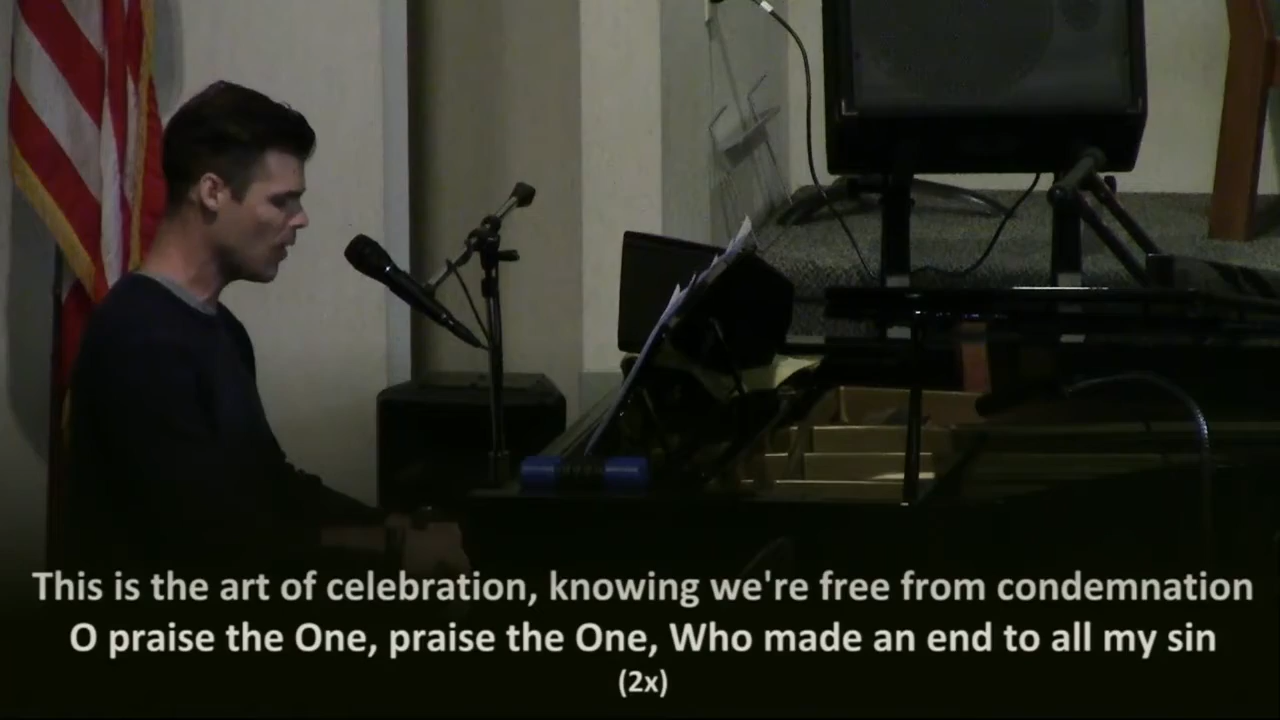 This is the art of celebration, knowing we're free from condemnation
O praise the One, praise the One, Who made an end to all my sin
(2x)